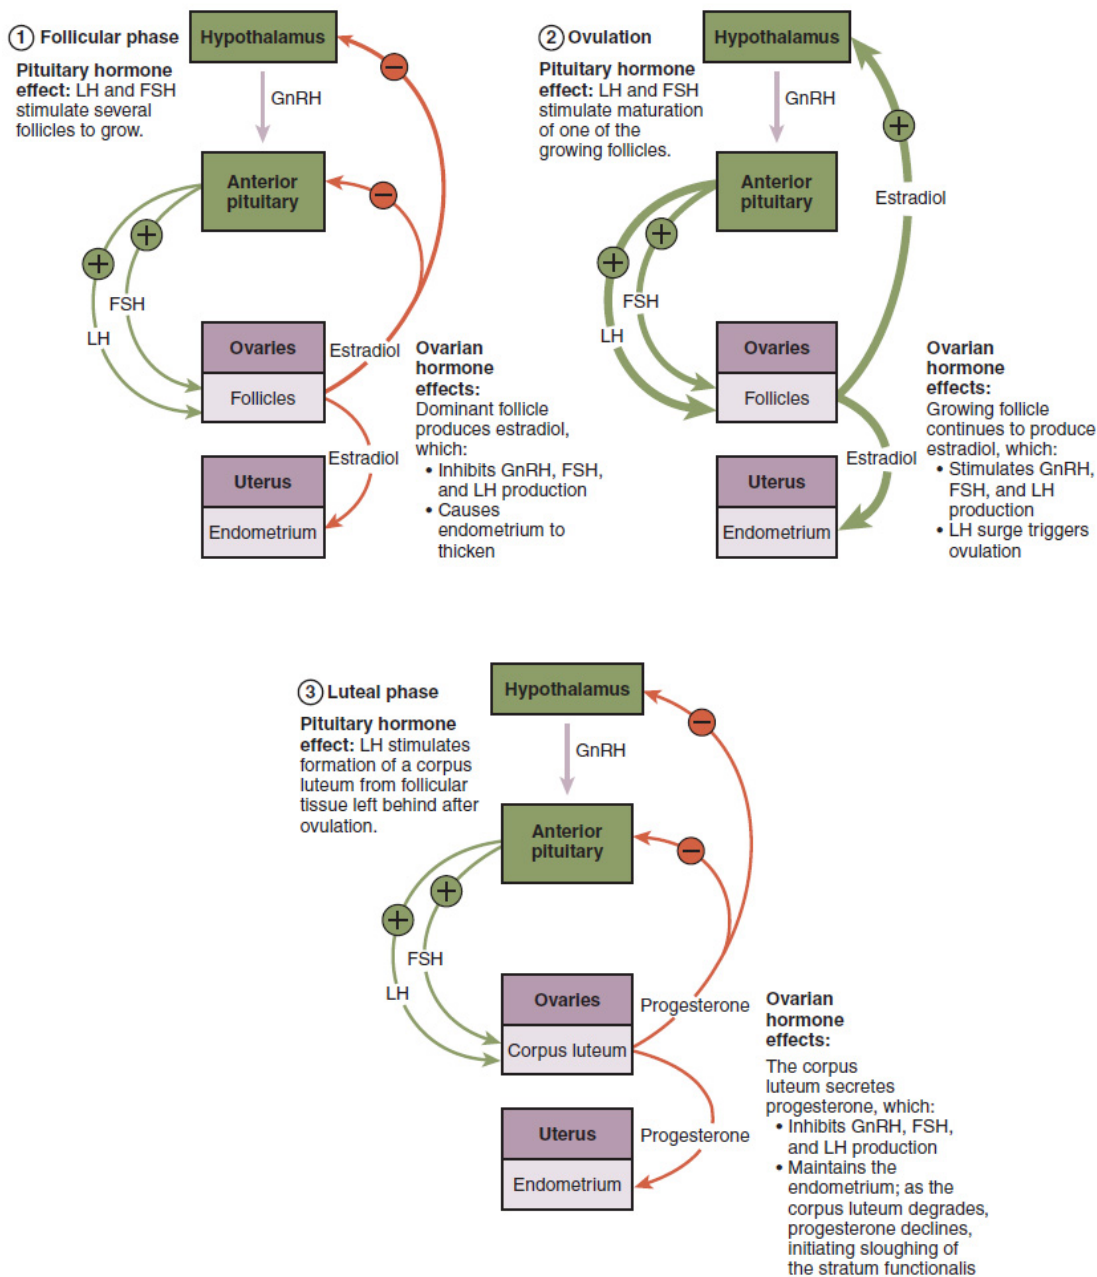 1 Follicular phase
Pituitary hormone
effect: LH and FSH
stimulate several
follicles to grow.
Hypothalamus
−
GnRH
Anterior
pituitary
−
+
+
FSH
LH
Ovaries
Follicles
Estradiol
Estradiol
Uterus
Endometrium
Ovarian
hormone
effects:
Dominant follicle
produces estradiol,
which:
• Inhibits GnRH, FSH,
and LH production
• Causes
endometrium to
thicken
2 Ovulation
Pituitary hormone
effect: LH and FSH
stimulate maturation
of one of the
growing follicles.
Hypothalamus
+
GnRH
Anterior
pituitary
Estradiol
+
+
FSH
LH
Ovaries
Follicles
Estradiol
Uterus
Endometrium
Ovarian
hormone
effects:
Growing follicle
continues to produce
estradiol, which:
• Stimulates GnRH,
FSH, and LH
production
• LH surge triggers
ovulation
3 Luteal phase
Pituitary hormone
effect: LH stimulates
formation of a corpus
luteum from follicular
tissue left behind after
ovulation.
Hypothalamus
−
GnRH
Anterior
pituitary
−
+
+
FSH
LH
Ovaries
Corpus luteum
Progesterone
Progesterone
Uterus
Endometrium
Ovarian
hormone
effects:
The corpus
luteum secretes
progesterone, which:
• Inhibits GnRH, FSH,
and LH production
• Maintains the
endometrium; as the
corpus luteum degrades,
progesterone declines,
initiating sloughing of
the stratum functionalis